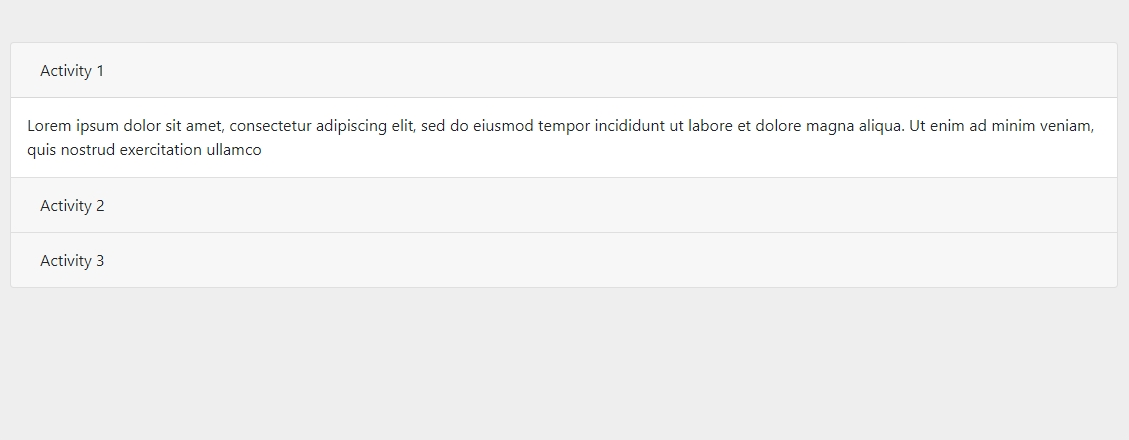 Activity 1
Lorem ipsum dolor sit amet, consectetur adipiscing elit, sed do eiusmod tempor incididunt ut labore et dolore magna aliqua. Ut enim ad minim veniam,
quis nostrud exercitation ullamco
Activity 2
Activity 3